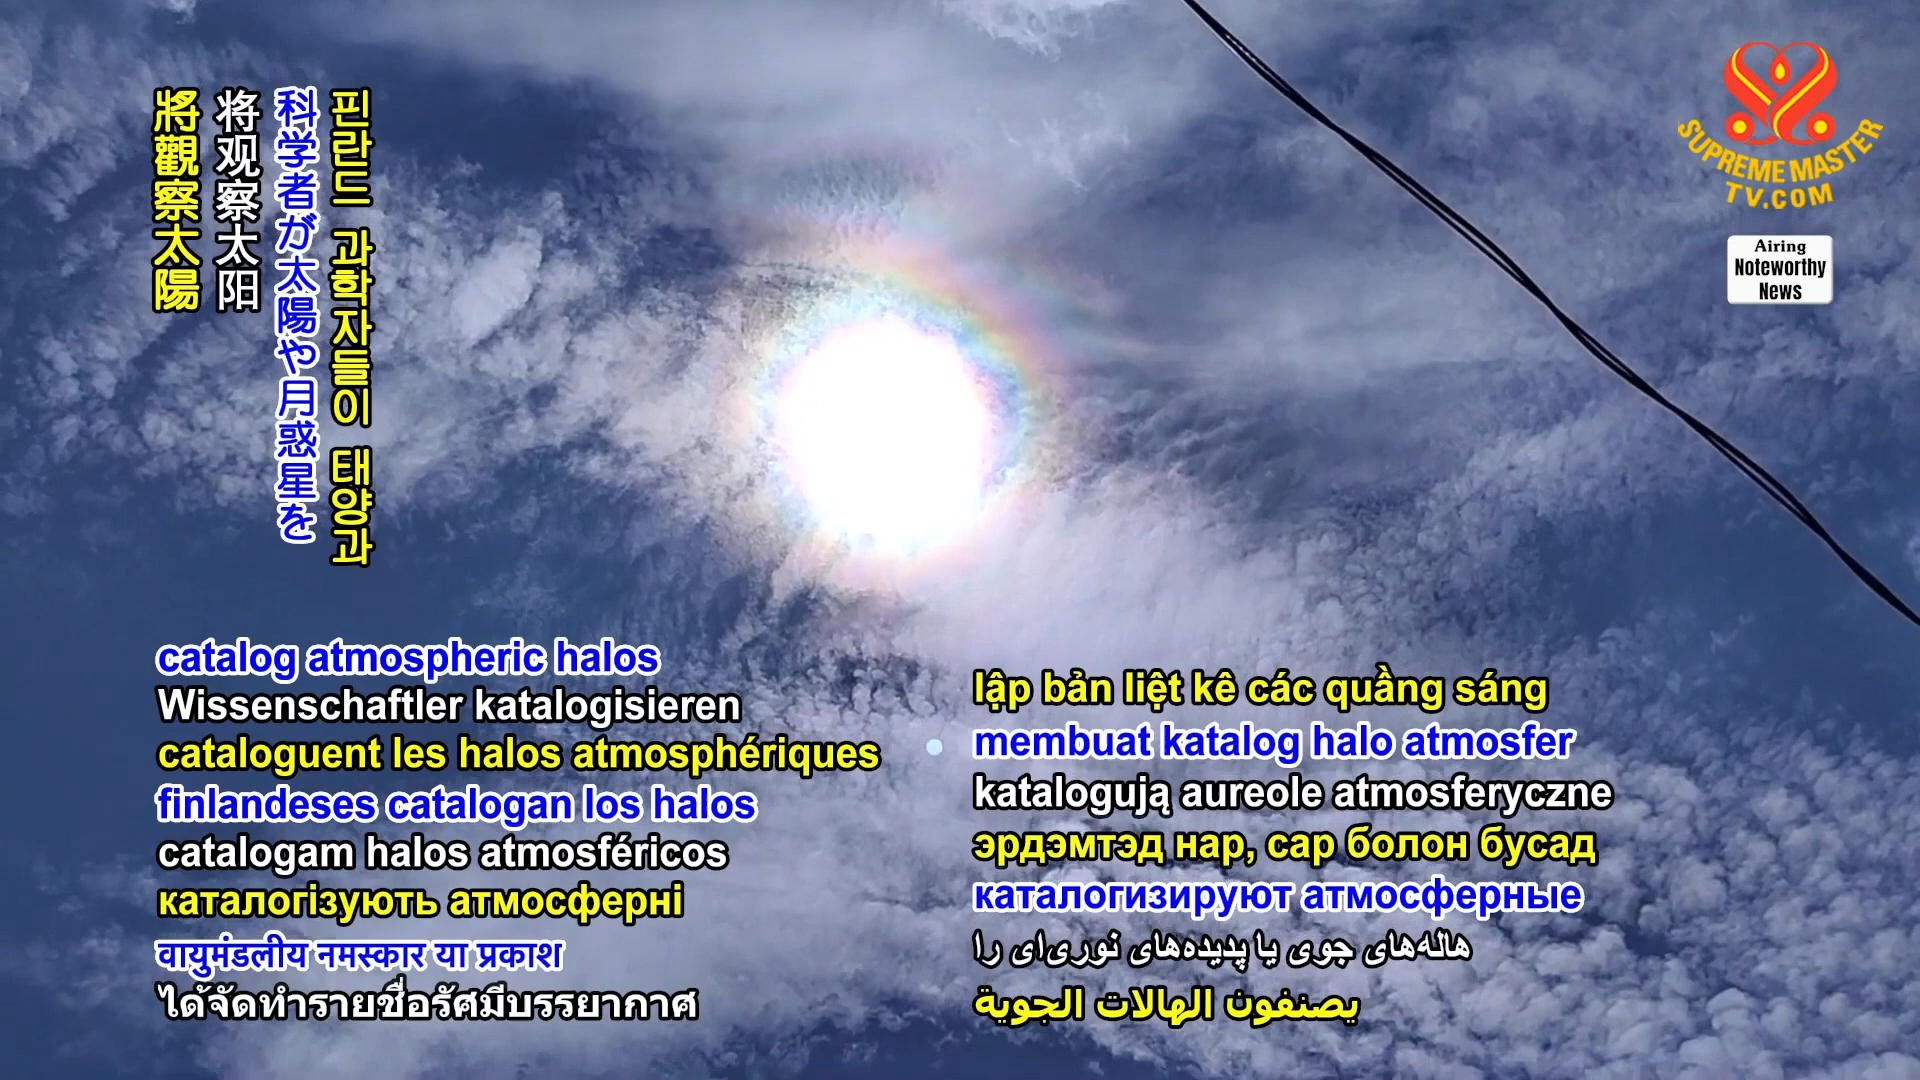 將觀察太陽
将观察太阳
科学者が太陽や月惑星を
핀란드 과학자들이 태양과
SUPREME MASTER
TV.COM
Airing
Noteworthy
News
catalog atmospheric halos
Wissenschaftler katalogisieren
cataloguent les halos atmosphériques
finlandeses catalogan los halos
catalogam halos atmosféricos
каталогізують атмосферні
वायुमंडलीय नमस्कार या प्रकाश
ได้จัดทำรายชื่อรัศมีบรรยากาศ
lập bản liệt kê các quầng sáng
membuat katalog halo atmosfer
katalogują aureole atmosferyczne
эрдэмтэд нар, сар болон бусад
каталогизируют атмосферные
هاله‌های جوی یا پدیده‌های نوری‌ای را
يصنفون الهالات الجوية